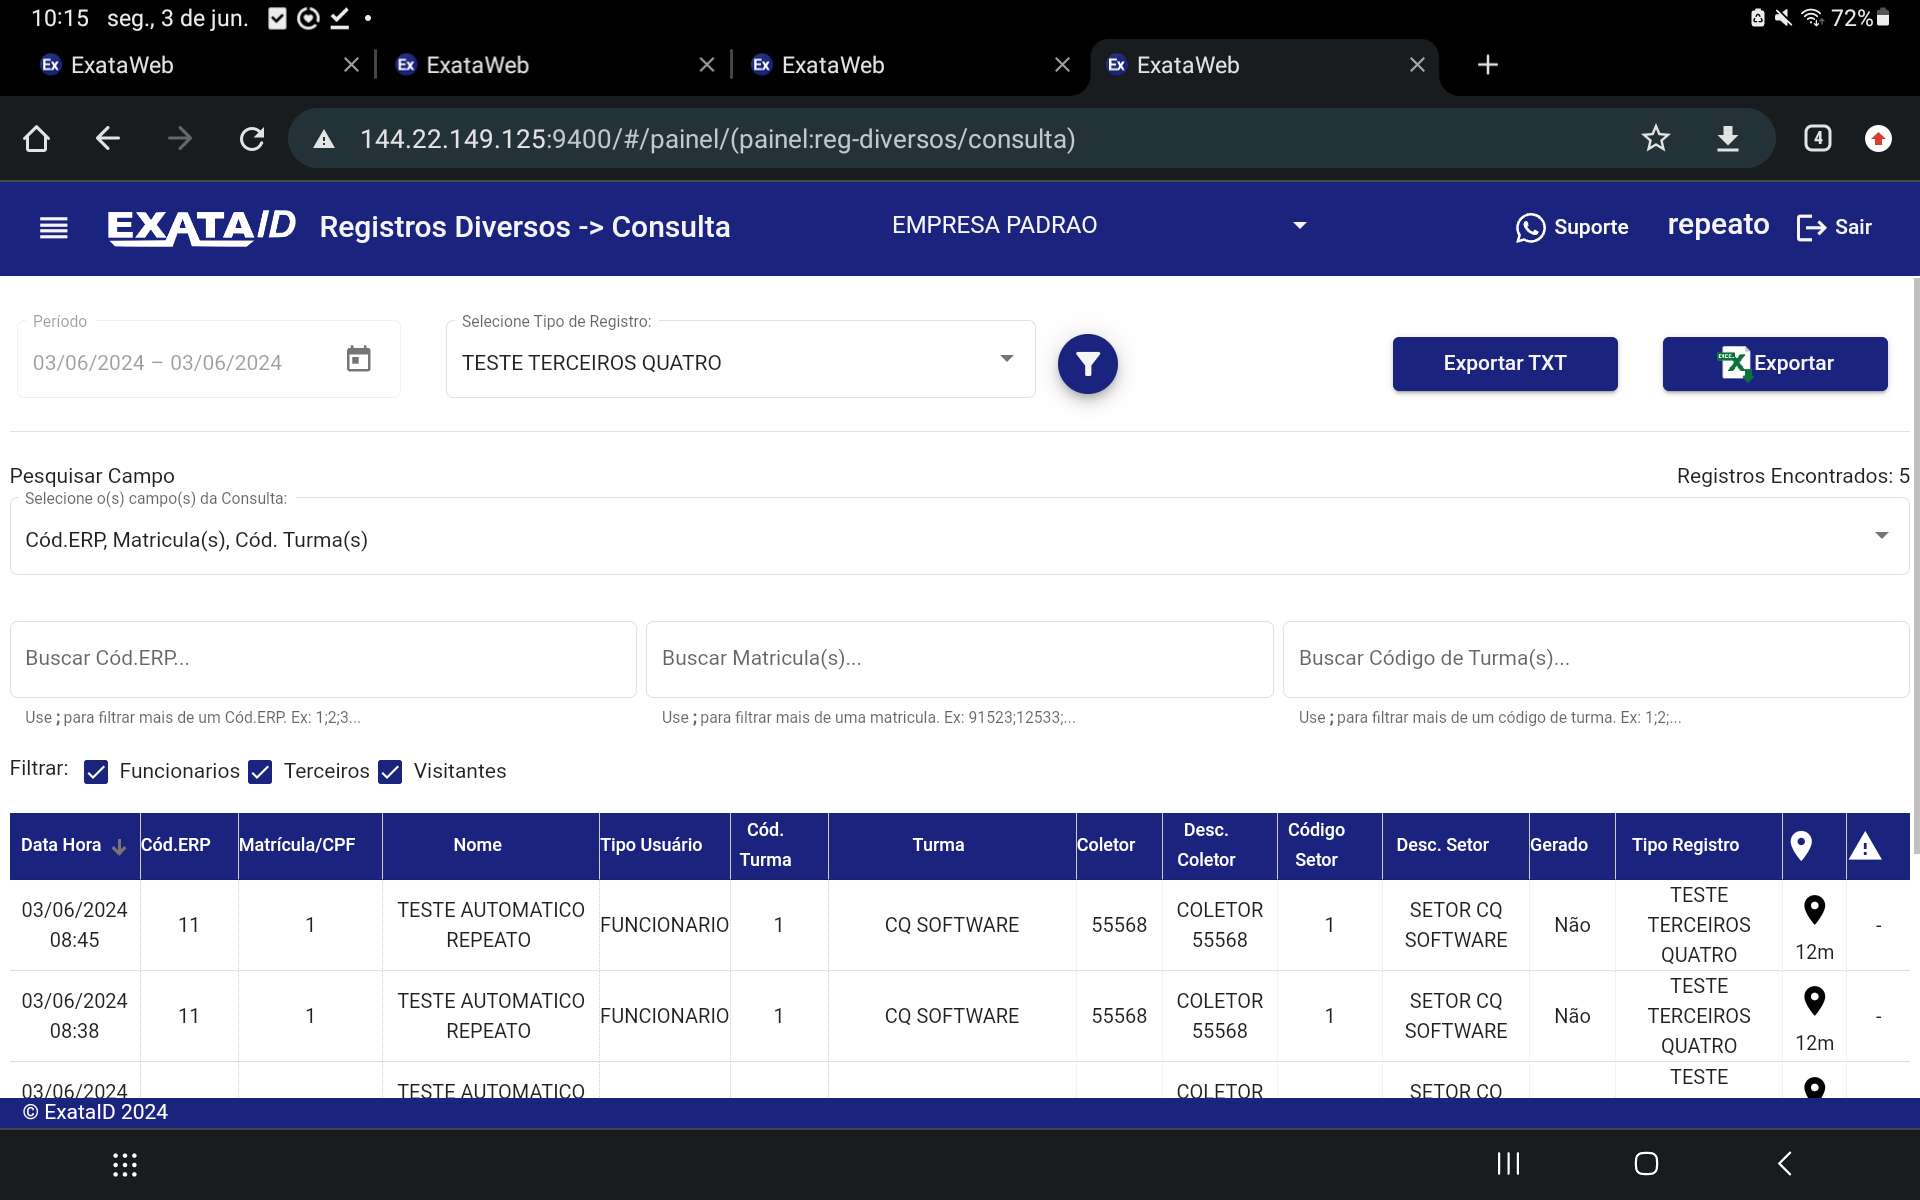 10:15 seg., 3 de jun. 72%
Ex ExataWeb Ex ExataWeb Ex ExataWeb Ex ExataWeb
144.22.149.125:9400/#/painel/(painel:reg-diversos/consulta) 4
EXATA/D Registros Diversos -> Consulta EMPRESA PADRAO Suporte repeato Sair
Período
03/06/2024 – 03/06/2024
Selecione Tipo de Registro:
TESTE TERCEIROS QUATRO
Exportar TXT
Exportar
Pesquisar Campo
Registros Encontrados: 5
Selecione o(s) campo(s) da Consulta:
Cód.ERP, Matricula(s), Cód. Turma(s)
Buscar Cód.ERP... Buscar Matricula(s)... Buscar Código de Turma(s)...
Use ; para filtrar mais de um Cód.ERP. Ex: 1;2;3... Use ; para filtrar mais de uma matricula. Ex: 91523;12533;... Use ; para filtrar mais de um código de turma. Ex: 1;2;...
Filtrar: Funcionarios Terceiros Visitantes
Data Hora Cód.ERP Matrícula/CPF Nome Tipo Usuário Cód. Turma Turma Coletor Desc. Coletor Código Setor Desc. Setor Gerado Tipo Registro
03/06/2024 08:45 11 1 TESTE AUTOMATICO REPEATO FUNCIONARIO 1 CQ SOFTWARE 55568 COLETOR 55568 1 SETOR CQ SOFTWARE Não TESTE TERCEIROS QUATRO 12m -
03/06/2024 08:38 11 1 TESTE AUTOMATICO REPEATO FUNCIONARIO 1 CQ SOFTWARE 55568 COLETOR 55568 1 SETOR CQ SOFTWARE Não TESTE TERCEIROS QUATRO 12m -
03/06/2024 TESTE AUTOMATICO COLETOR SETOR CQ TESTE
© ExataID 2024